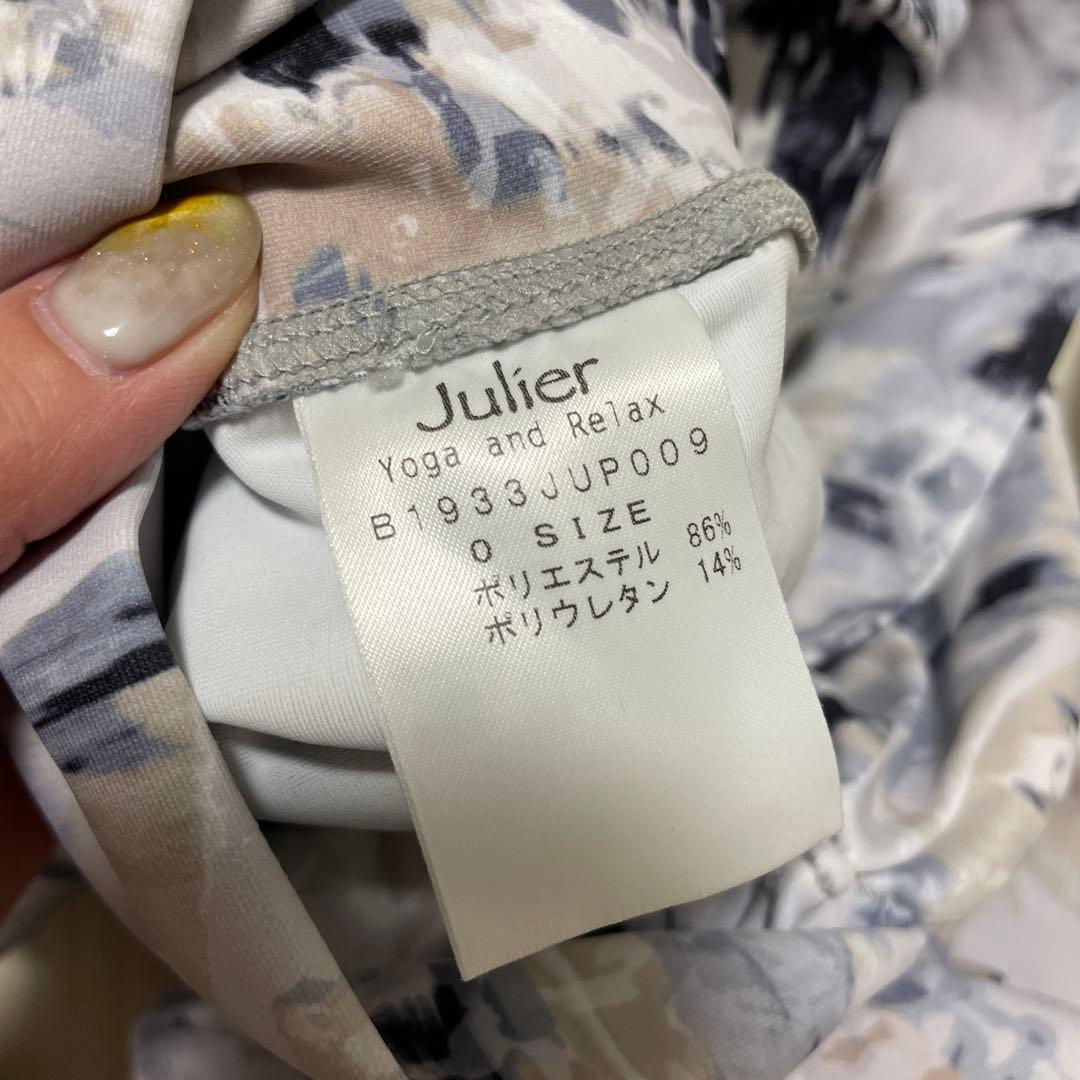 Julier
Yoga and Relax
B1933JUP009
0 SIZE
ポリエステル 86%
ポリウレタン 14%